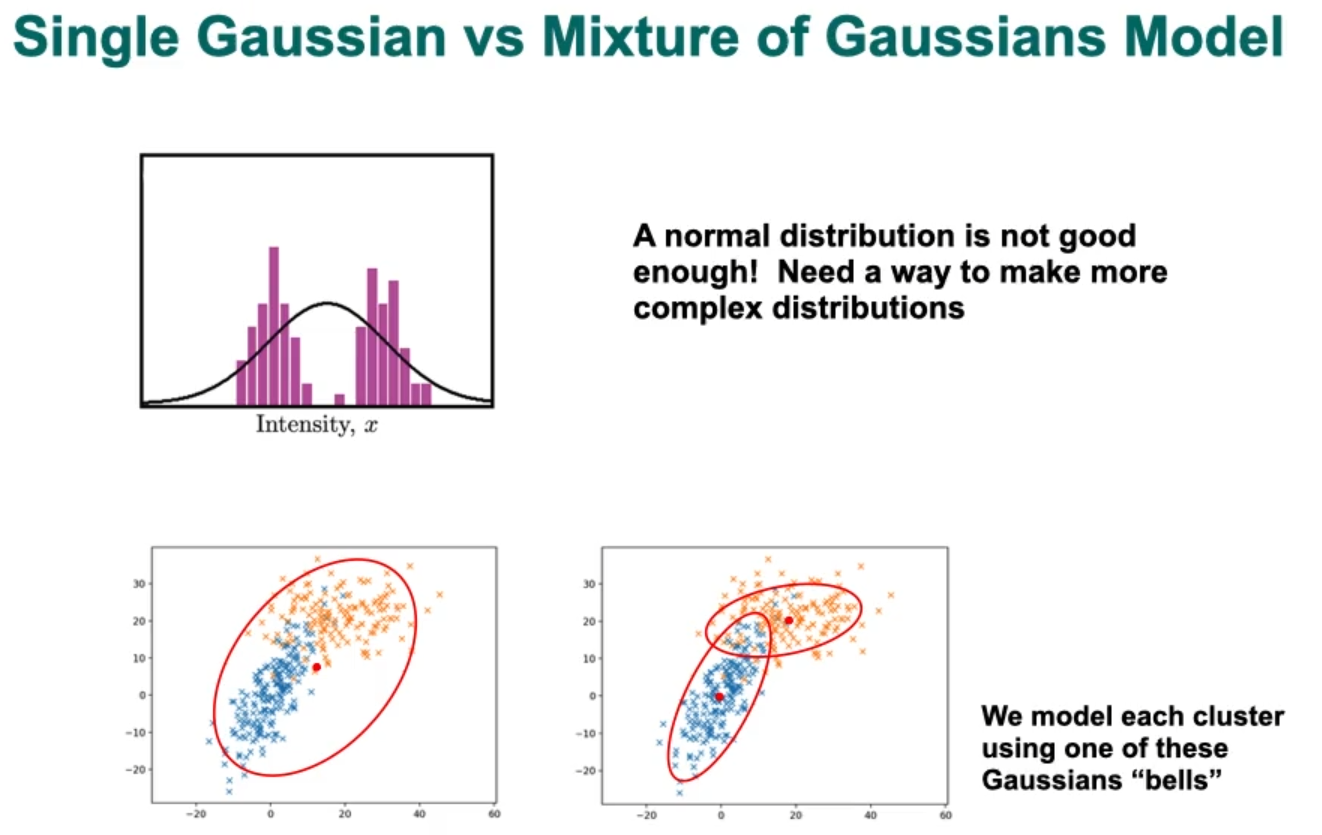 Single Gaussian vs Mixture of Gaussians Model
A normal distribution is not good
enough!  Need a way to make more
complex distributions
Intensity, x
30
20
10
0
−10
−20
−20
0
20
40
60
30
20
10
0
−10
−20
−20
0
20
40
60
We model each cluster
using one of these
Gaussians “bells”